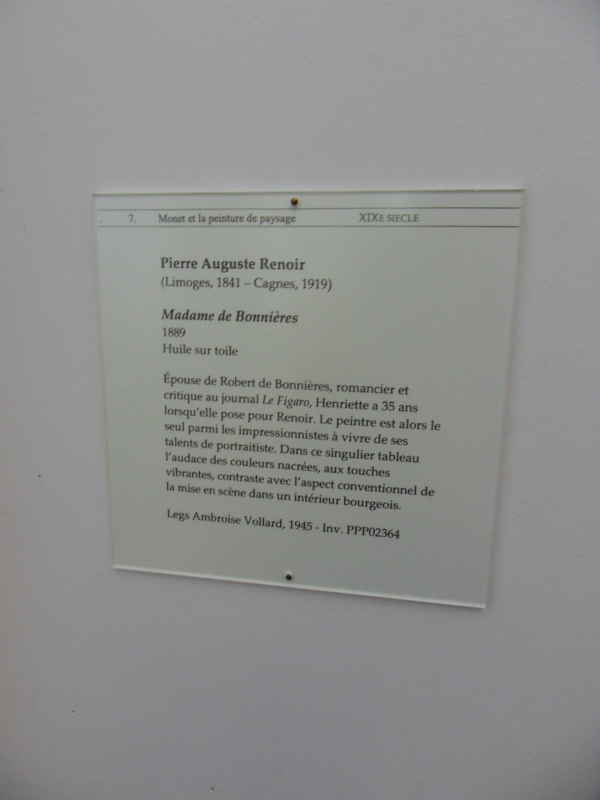 7. Monet et la peinture de paysage XIXE SIECLE
Pierre Auguste Renoir
(Limoges, 1841 – Cagnes, 1919)
Madame de Bonnières
1889
Huile sur toile
Épouse de Robert de Bonnières, romancier et
critique au journal Le Figaro, Henriette a 35 ans
lorsqu'elle pose pour Renoir. Le peintre est alors le
seul parmi les impressionnistes à vivre de ses
talents de portraitiste. Dans ce singulier tableau
l'audace des couleurs nacrées, aux touches
vibrantes, contraste avec l'aspect conventionnel de
la mise en scène dans un intérieur bourgeois.
Legs Ambroise Vollard, 1945 - Inv. PPP02364